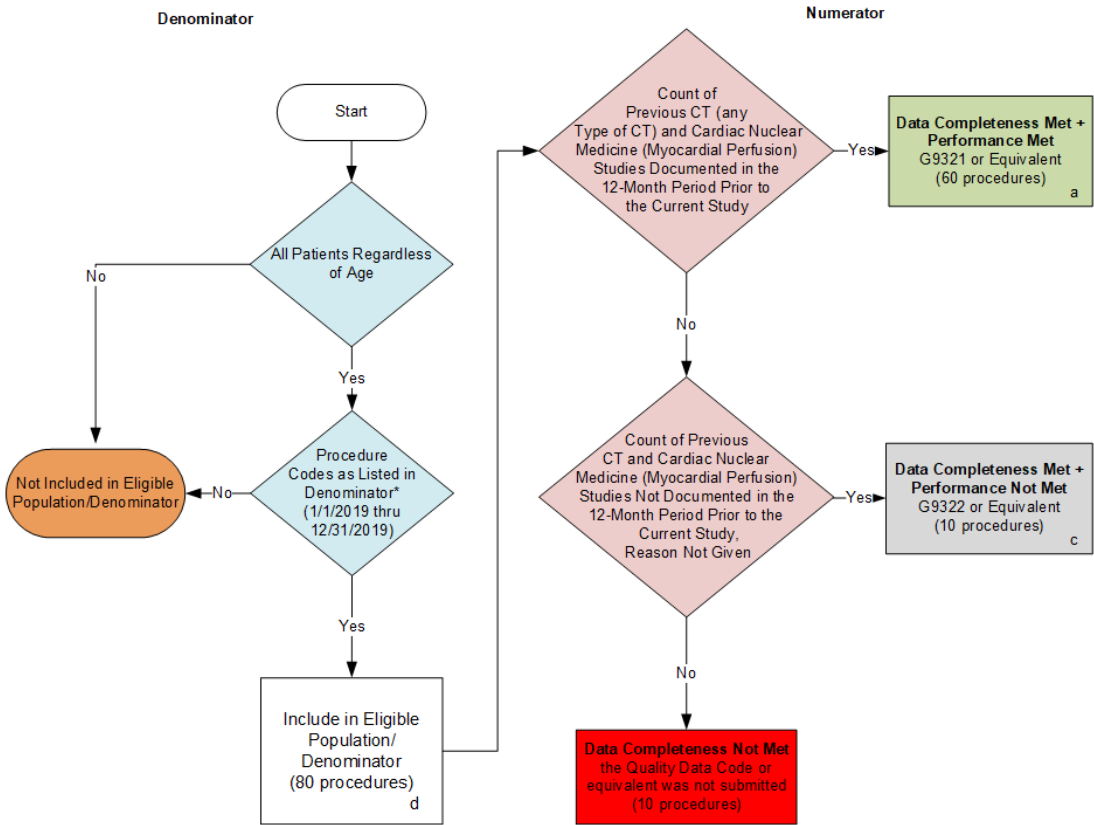 Denominator
Numerator
Start
All Patients Regardless
of Age
No
Yes
Not Included in Eligible
Population/Denominator
No
Procedure
Codes as Listed in
Denominator*
(1/1/2019 thru
12/31/2019)
Yes
Include in Eligible
Population/
Denominator
(80 procedures)
d
Count of
Previous CT (any
Type of CT) and Cardiac Nuclear
Medicine (Myocardial Perfusion)
Studies Documented in the
12-Month Period Prior to
the Current Study
Yes
Data Completeness Met +
Performance Met
G9321 or Equivalent
(60 procedures)
a
No
Count of Previous
CT and Cardiac Nuclear
Medicine (Myocardial Perfusion)
Studies Not Documented in the
12-Month Period Prior to the
Current Study,
Reason Not Given
Yes
Data Completeness Met +
Performance Not Met
G9322 or Equivalent
(10 procedures)
c
No
Data Completeness Not Met
the Quality Data Code or
equivalent was not submitted
(10 procedures)